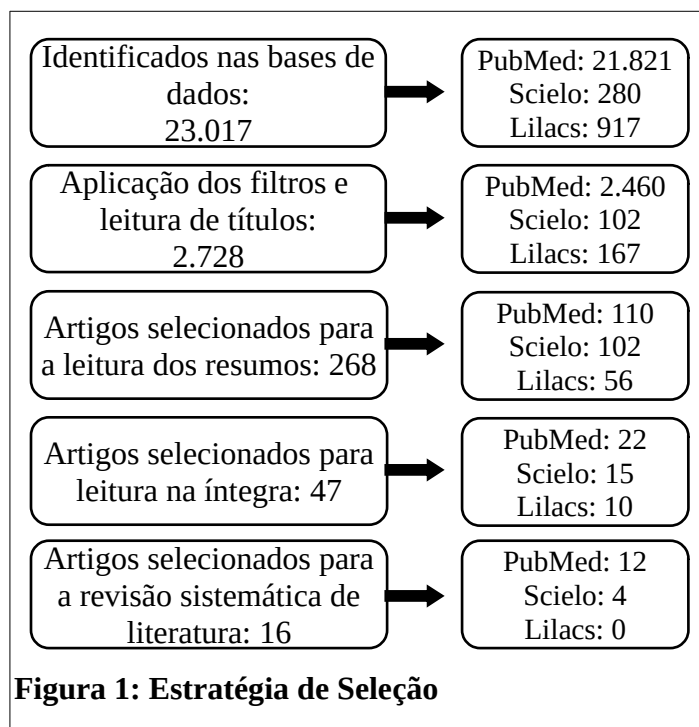 Identificados nas bases de
dados:
23.017
PubMed: 21.821
Scielo: 280
Lilacs: 917
Aplicação dos filtros e
leitura de títulos:
2.728
PubMed: 2.460
Scielo: 102
Lilacs: 167
Artigos selecionados para
a leitura dos resumos: 268
PubMed: 110
Scielo: 102
Lilacs: 56
Artigos selecionados para
leitura na íntegra: 47
PubMed: 22
Scielo: 15
Lilacs: 10
Artigos selecionados para
a revisão sistemática de
literatura: 16
PubMed: 12
Scielo: 4
Lilacs: 0
Figura 1: Estratégia de Seleção